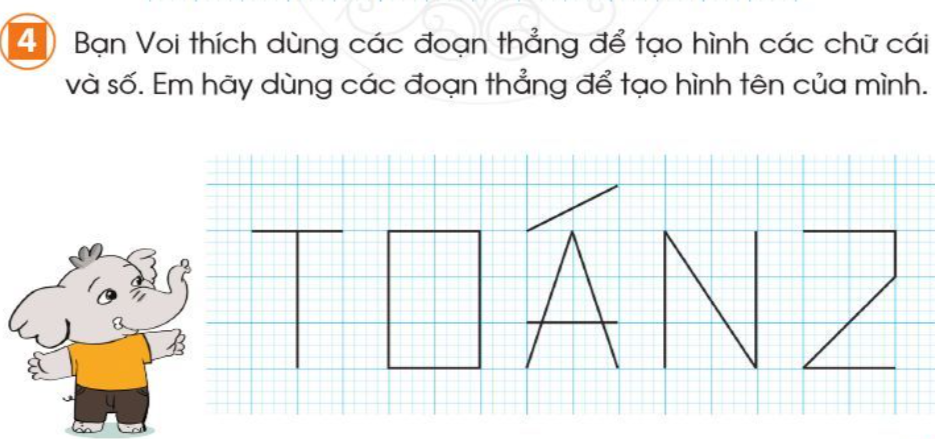 4 Bạn Voi thích dùng các đoạn thẳng để tạo hình các chữ cái
và số. Em hãy dùng các đoạn thẳng để tạo hình tên của mình.
TOÁN 2